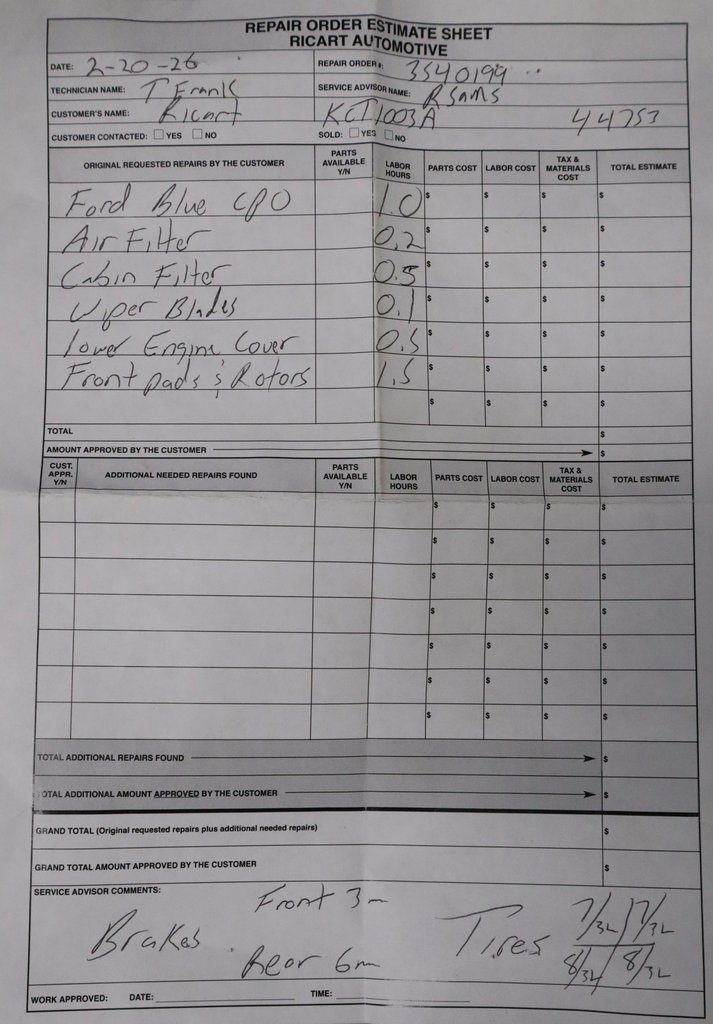 REPAIR ORDER ESTIMATE SHEET
RICART AUTOMOTIVE
DATE: 2-20-26 REPAIR ORDER #: 3540199
TECHNICIAN NAME: T Frank SERVICE ADVISOR NAME: R Sams
CUSTOMER'S NAME: Ricart KCI1003A 44753
CUSTOMER CONTACTED: YES NO SOLD: YES NO
ORIGINAL REQUESTED REPAIRS BY THE CUSTOMER PARTS AVAILABLE Y/N LABOR HOURS PARTS COST LABOR COST TAX & MATERIALS COST TOTAL ESTIMATE
Ford Blue CPO 1.0 $ $ $ $
Air Filter 0.2 $ $ $ $
Cabin Filter 0.5 $ $ $ $
Wiper Blades 0.1 $ $ $ $
lower Engine Cover 0.5 $ $ $ $
Front pads & Rotors 1.5 $ $ $ $
$ $ $ $
TOTAL $
AMOUNT APPROVED BY THE CUSTOMER $
CUST. APPR. Y/N ADDITIONAL NEEDED REPAIRS FOUND PARTS AVAILABLE Y/N LABOR HOURS PARTS COST LABOR COST TAX & MATERIALS COST TOTAL ESTIMATE
$ $ $ $
$ $ $ $
$ $ $ $
$ $ $ $
$ $ $ $
$ $ $ $
$ $ $ $
TOTAL ADDITIONAL REPAIRS FOUND $
TOTAL ADDITIONAL AMOUNT APPROVED BY THE CUSTOMER $
GRAND TOTAL (Original requested repairs plus additional needed repairs) $
GRAND TOTAL AMOUNT APPROVED BY THE CUSTOMER $
SERVICE ADVISOR COMMENTS:
Front 3m
Brakes Tires 7/32 7/32
Rear 6m 8/32 8/32
WORK APPROVED: DATE: TIME: